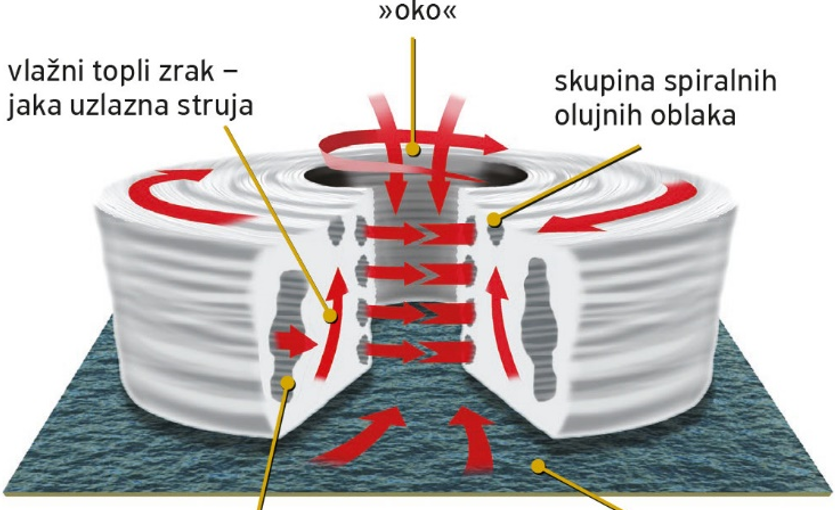 »oko«
vlažni topli zrak –
jaka uzlazna struja
skupina spiralnih
olujnih oblaka